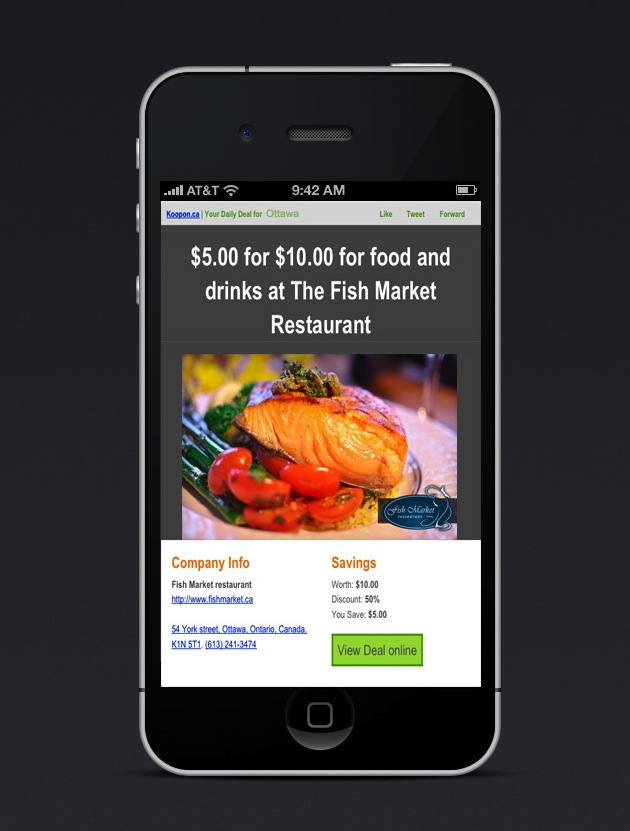 AT&T 9:42 AM
Koopon.ca | Your Daily Deal for Ottawa Like Tweet Forward
$5.00 for $10.00 for food and
drinks at The Fish Market
Restaurant
Fish Market
restaurant
Company Info
Fish Market restaurant
http://www.fishmarket.ca
54 York street, Ottawa, Ontario, Canada,
K1N 5T1, (613) 241-3474
Savings
Worth: $10.00
Discount: 50%
You Save: $5.00
View Deal online